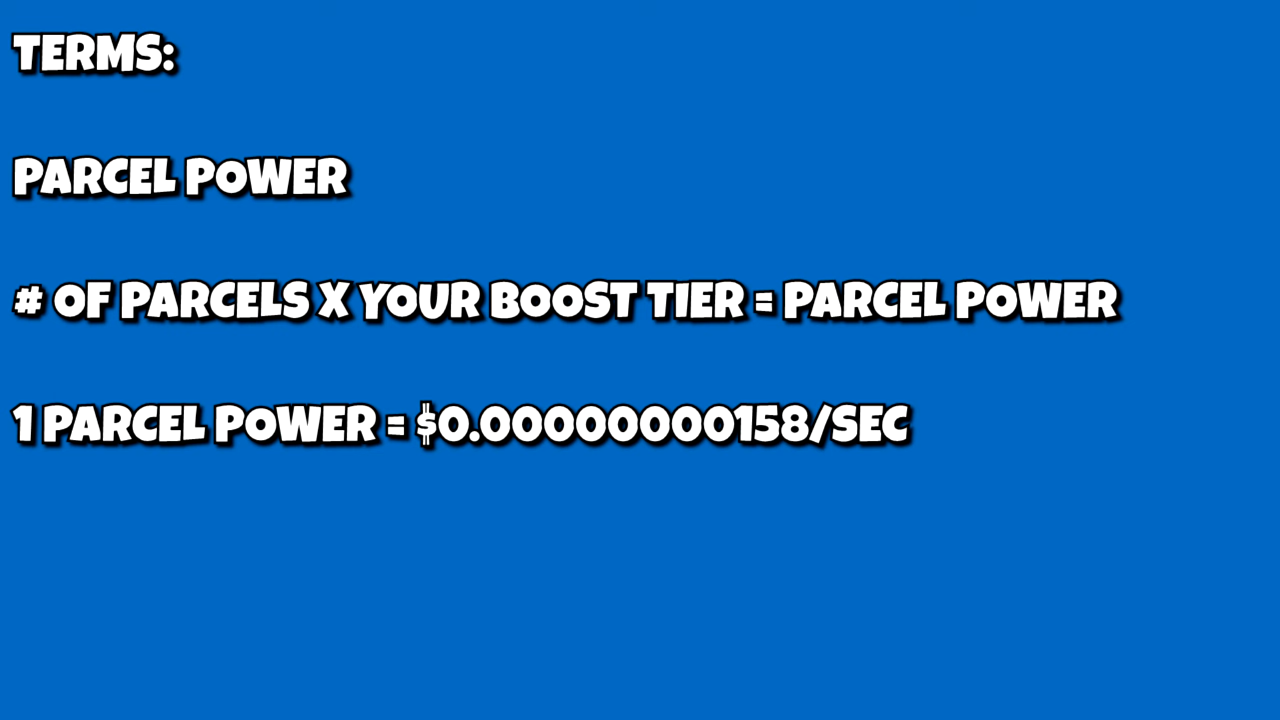 TERMS:
PARCEL POWER
# OF PARCELS X YOUR BOOST TIER = PARCEL POWER
1 PARCEL POWER = $0.00000000158/SEC